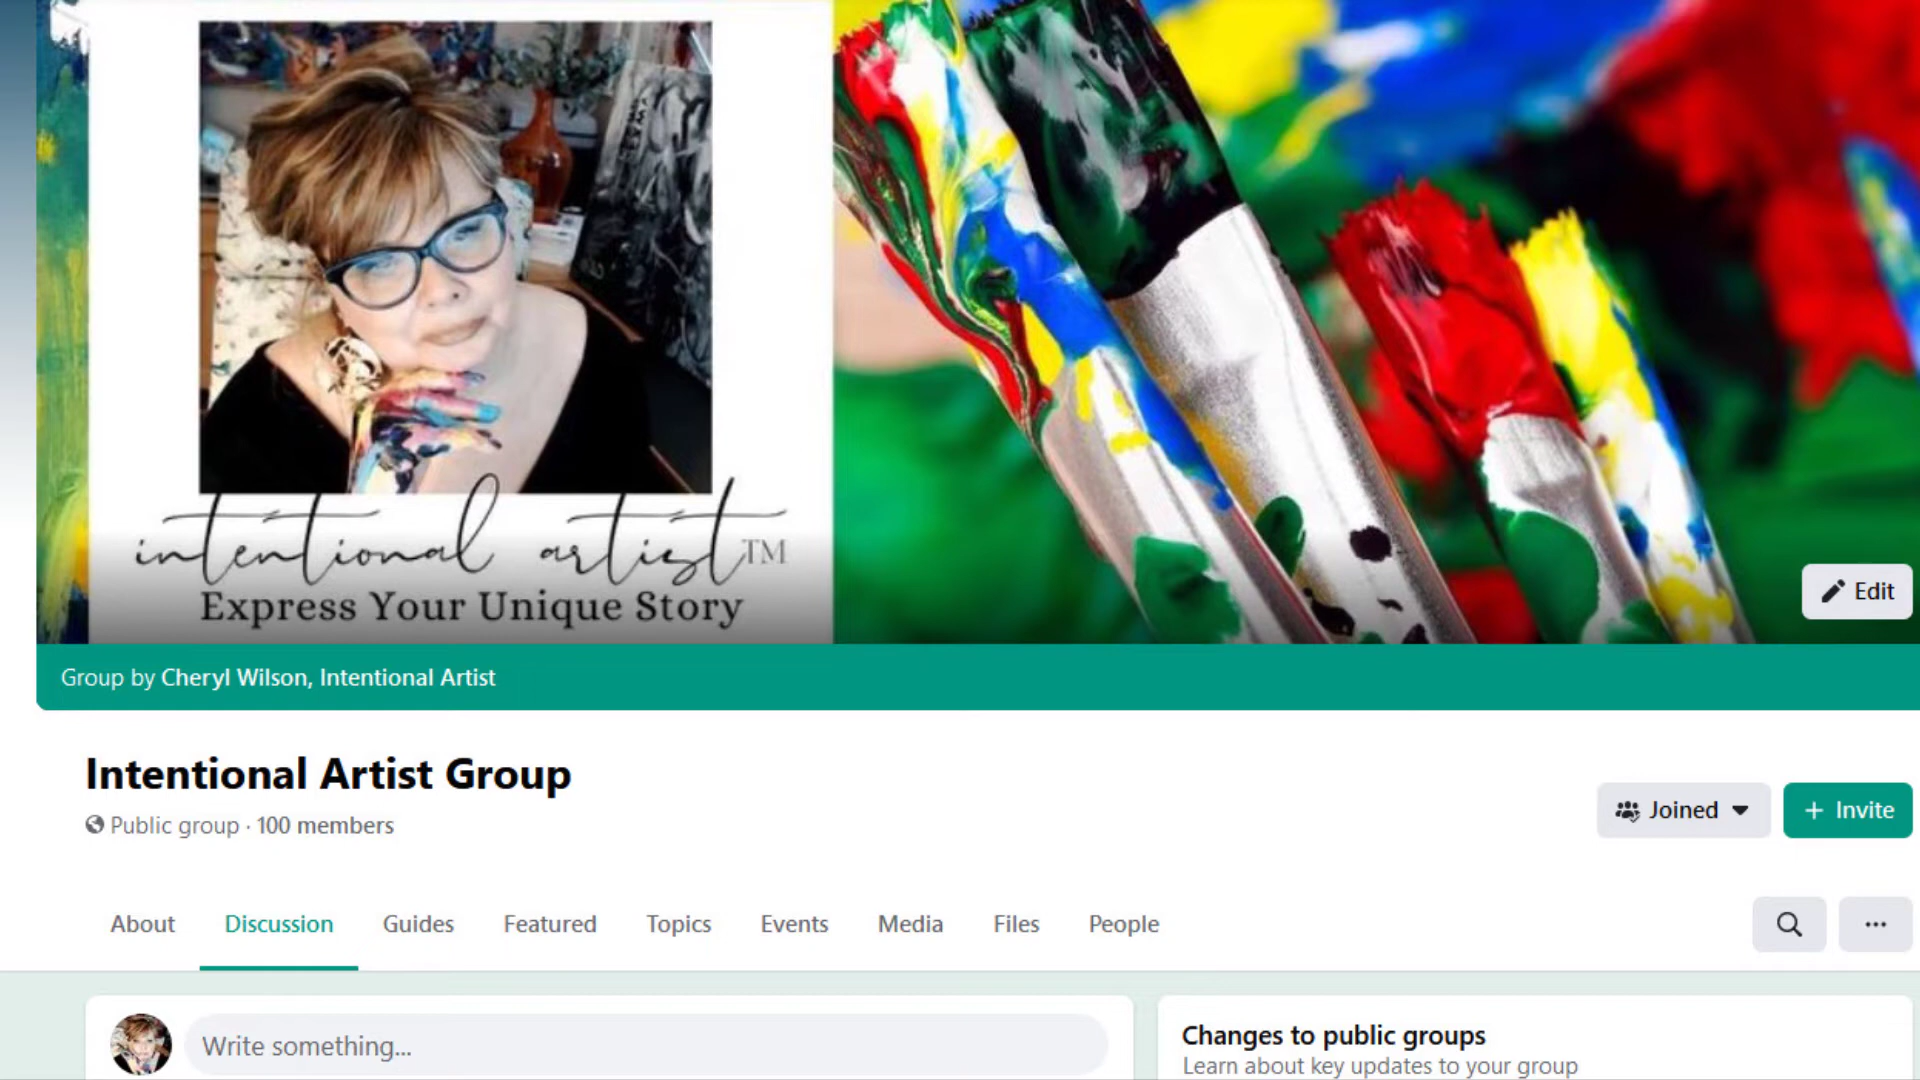 intentional artist™
Express Your Unique Story
Edit
Group by Cheryl Wilson, Intentional Artist
Intentional Artist Group
Public group · 100 members
Joined
+ Invite
About Discussion Guides Featured Topics Events Media Files People
Write something...
Changes to public groups
Learn about key updates to your group